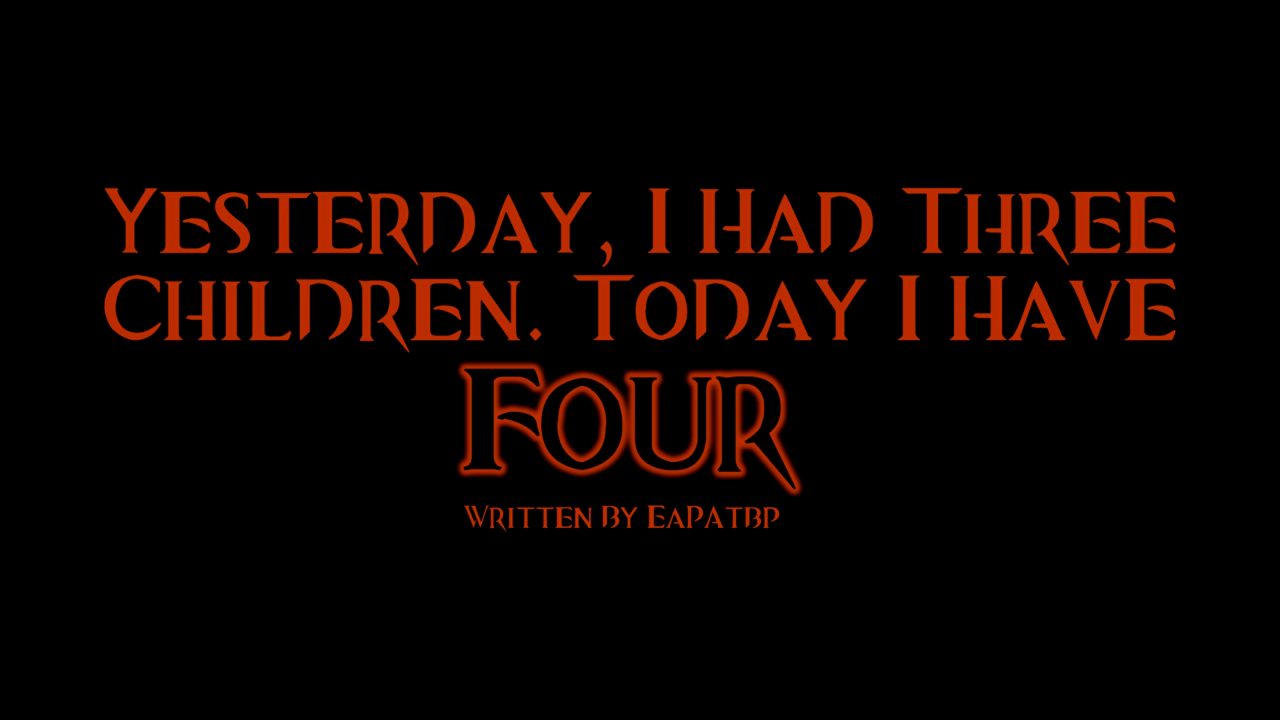 Yesterday, I Had Three
Children. Today I Have
Four
Written by EaPatbp